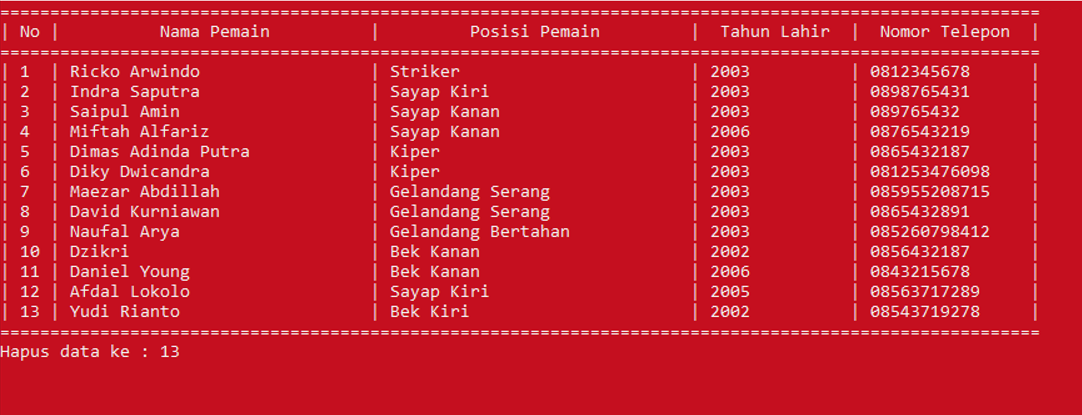 ========================================================================================================
| No |          Nama Pemain          |         Posisi Pemain         |  Tahun Lahir  |  Nomor Telepon  |
========================================================================================================
| 1  | Ricko Arwindo                 | Striker                       | 2003          | 0812345678      |
| 2  | Indra Saputra                 | Sayap Kiri                    | 2003          | 0898765431      |
| 3  | Saipul Amin                   | Sayap Kanan                   | 2003          | 089765432       |
| 4  | Miftah Alfariz                | Sayap Kanan                   | 2006          | 0876543219      |
| 5  | Dimas Adinda Putra            | Kiper                         | 2003          | 0865432187      |
| 6  | Diky Dwicandra                | Kiper                         | 2003          | 081253476098    |
| 7  | Maezar Abdillah               | Gelandang Serang              | 2003          | 085955208715    |
| 8  | David Kurniawan               | Gelandang Serang              | 2003          | 0865432891      |
| 9  | Naufal Arya                   | Gelandang Bertahan            | 2003          | 085260798412    |
| 10 | Dzikri                        | Bek Kanan                     | 2002          | 0856432187      |
| 11 | Daniel Young                  | Bek Kanan                     | 2006          | 0843215678      |
| 12 | Afdal Lokolo                  | Sayap Kiri                    | 2005          | 08563717289     |
| 13 | Yudi Rianto                   | Bek Kiri                      | 2002          | 08543719278     |
========================================================================================================
Hapus data ke : 13